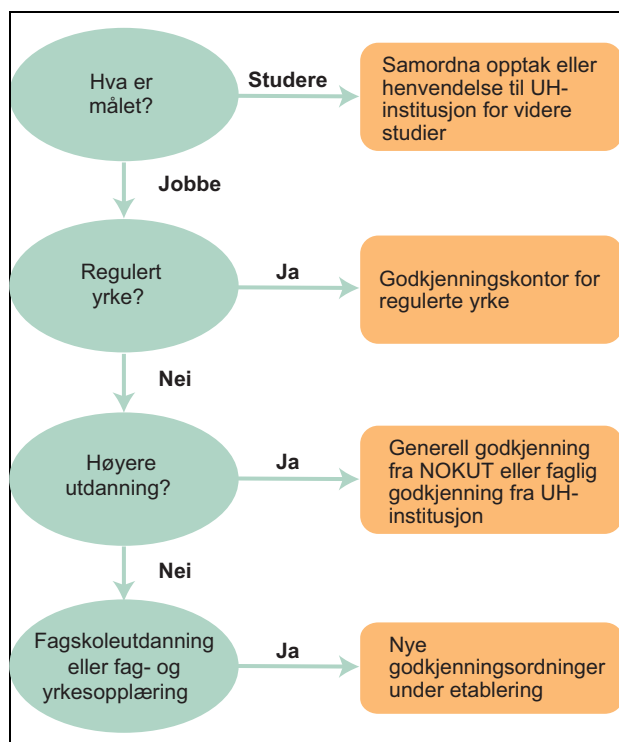 Hva er
målet?
Studere
Samordna opptak eller
henvendelse til UH-
institusjon for videre
studier
Jobbe
Regulert
yrke?
Ja
Godkjenningskontor for
regulerte yrke
Nei
Høyere
utdanning?
Ja
Generell godkjenning
fra NOKUT eller faglig
godkjenning fra UH-
institusjon
Nei
Fagskoleutdanning
eller fag- og
yrkesopplæring
Ja
Nye
godkjenningsordninger
under etablering